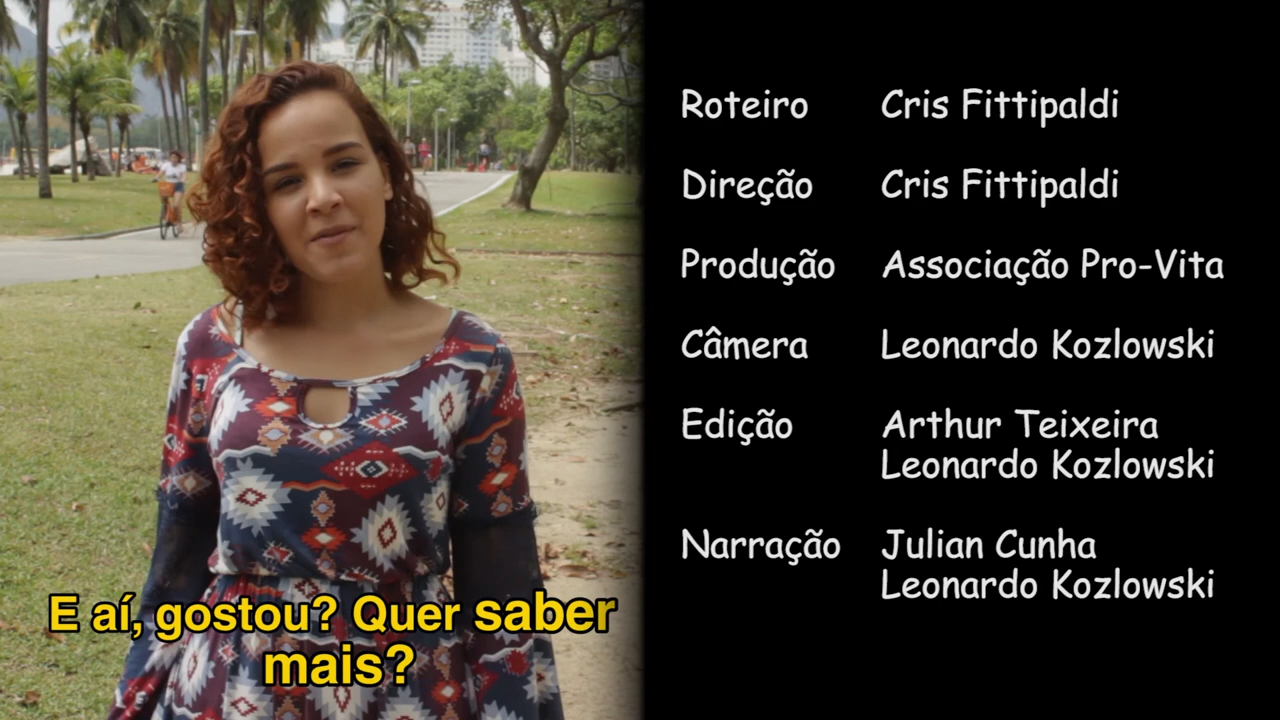 E aí, gostou? Quer saber
mais?
Roteiro Cris Fittipaldi
Direção Cris Fittipaldi
Produção Associação Pro-Vita
Câmera Leonardo Kozlowski
Edição Arthur Teixeira
Leonardo Kozlowski
Narração Julian Cunha
Leonardo Kozlowski